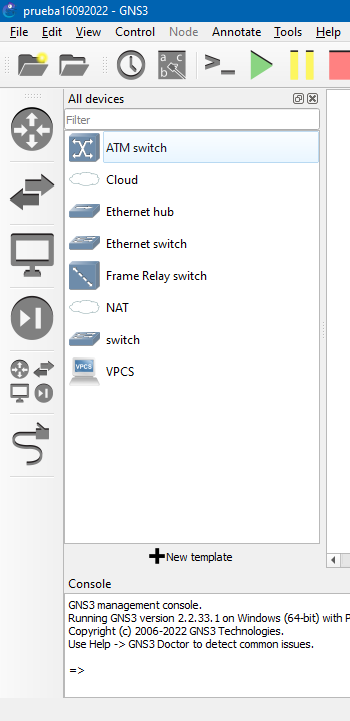 prueba16092022 - GNS3
File Edit View Control Node Annotate Tools Help
a b
c
All devices
Filter
ATM switch
Cloud
Ethernet hub
Ethernet switch
Frame Relay switch
NAT
switch
VPCS
VPCS
New template
Console
GNS3 management console.
Running GNS3 version 2.2.33.1 on Windows (64-bit) with P
Copyright (c) 2006-2022 GNS3 Technologies.
Use Help -> GNS3 Doctor to detect common issues.
=>